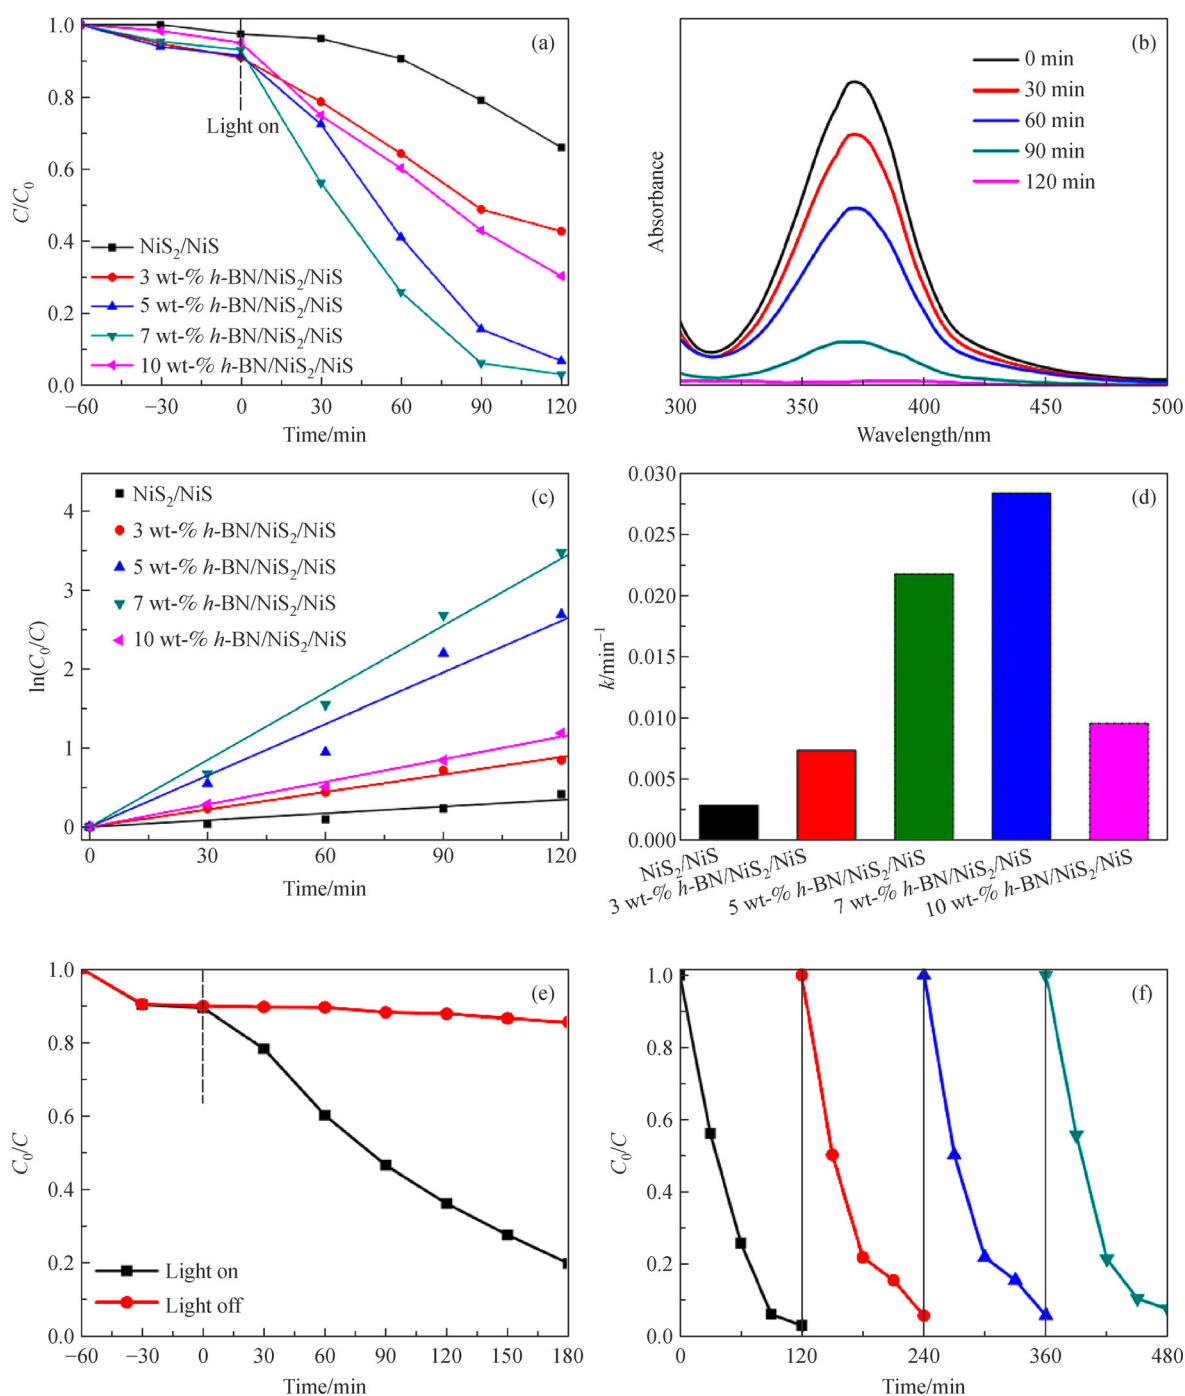 (a)
1.0
0.8
0.6
0.4
0.2
0.0
C/C₀
Light on
NiS₂/NiS
3 wt-% h-BN/NiS₂/NiS
5 wt-% h-BN/NiS₂/NiS
7 wt-% h-BN/NiS₂/NiS
10 wt-% h-BN/NiS₂/NiS
−60 −30 0 30 60 90 120
Time/min
(b)
0 min
30 min
60 min
90 min
120 min
Absorbance
300 350 400 450 500
Wavelength/nm
(c)
NiS₂/NiS
3 wt-% h-BN/NiS₂/NiS
5 wt-% h-BN/NiS₂/NiS
7 wt-% h-BN/NiS₂/NiS
10 wt-% h-BN/NiS₂/NiS
4
3
2
1
0
ln(C₀/C)
0 30 60 90 120
Time/min
(d)
0.030
0.025
0.020
0.015
0.010
0.005
0.000
k/min⁻¹
NiS₂/NiS
3 wt-% h-BN/NiS₂/NiS
5 wt-% h-BN/NiS₂/NiS
7 wt-% h-BN/NiS₂/NiS
10 wt-% h-BN/NiS₂/NiS
(e)
1.0
0.8
0.6
0.4
0.2
0.0
C₀/C
Light on
Light off
−60 −30 0 30 60 90 120 150 180
Time/min
(f)
1.0
0.8
0.6
0.4
0.2
0.0
C₀/C
0 120 240 360 480
Time/min